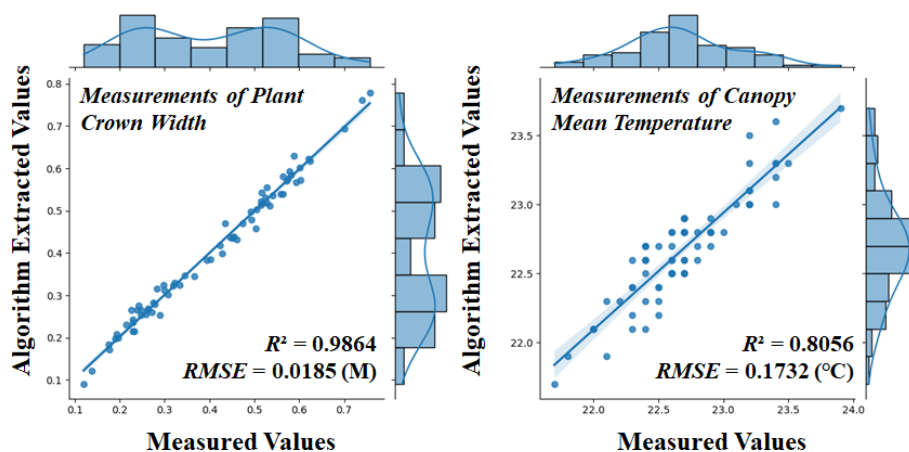 Algorithm Extracted Values
Measurements of Plant
Crown Width
0.8
0.7
0.6
0.5
0.4
0.3
0.2
0.1
R² = 0.9864
RMSE = 0.0185 (M)
0.1 0.2 0.3 0.4 0.5 0.6 0.7
Measured Values
Algorithm Extracted Values
Measurements of Canopy
Mean Temperature
23.5
23.0
22.5
22.0
R² = 0.8056
RMSE = 0.1732 (°C)
22.0 22.5 23.0 23.5 24.0
Measured Values